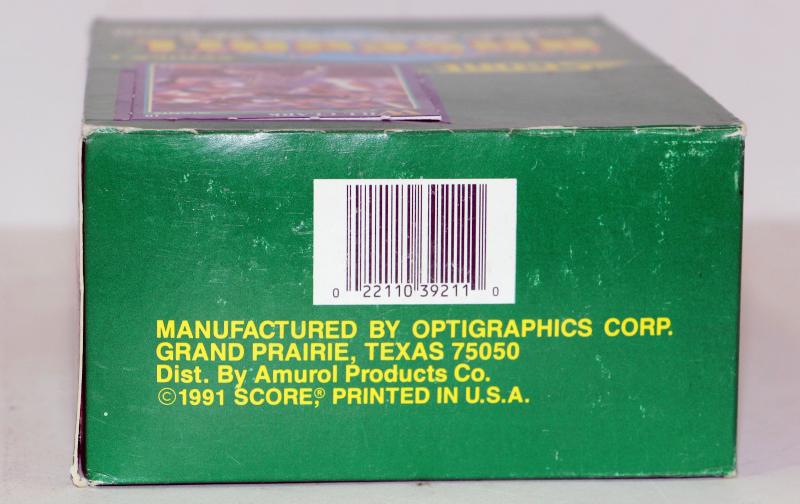 SCORE
0 22110 39211 0
MANUFACTURED BY OPTIGRAPHICS CORP.
GRAND PRAIRIE, TEXAS 75050
Dist. By Amurol Products Co.
©1991 SCORE,® PRINTED IN U.S.A.